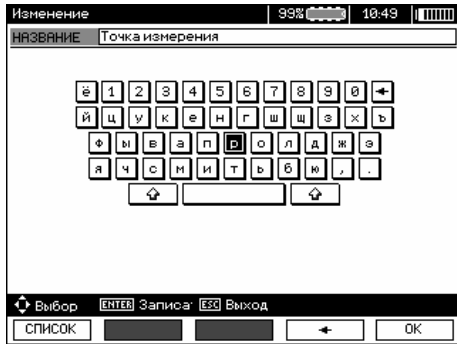 Изменение 99% 10:49
НАЗВАНИЕ Точка измерения
ё 1 2 3 4 5 6 7 8 9 0
й ц у к е н г ш щ з х ъ
ф ы в а п р о л д ж э
я ч с м и т ь б ю , .
Выбор ENTER Записа ESC Выход
СПИСОК OK